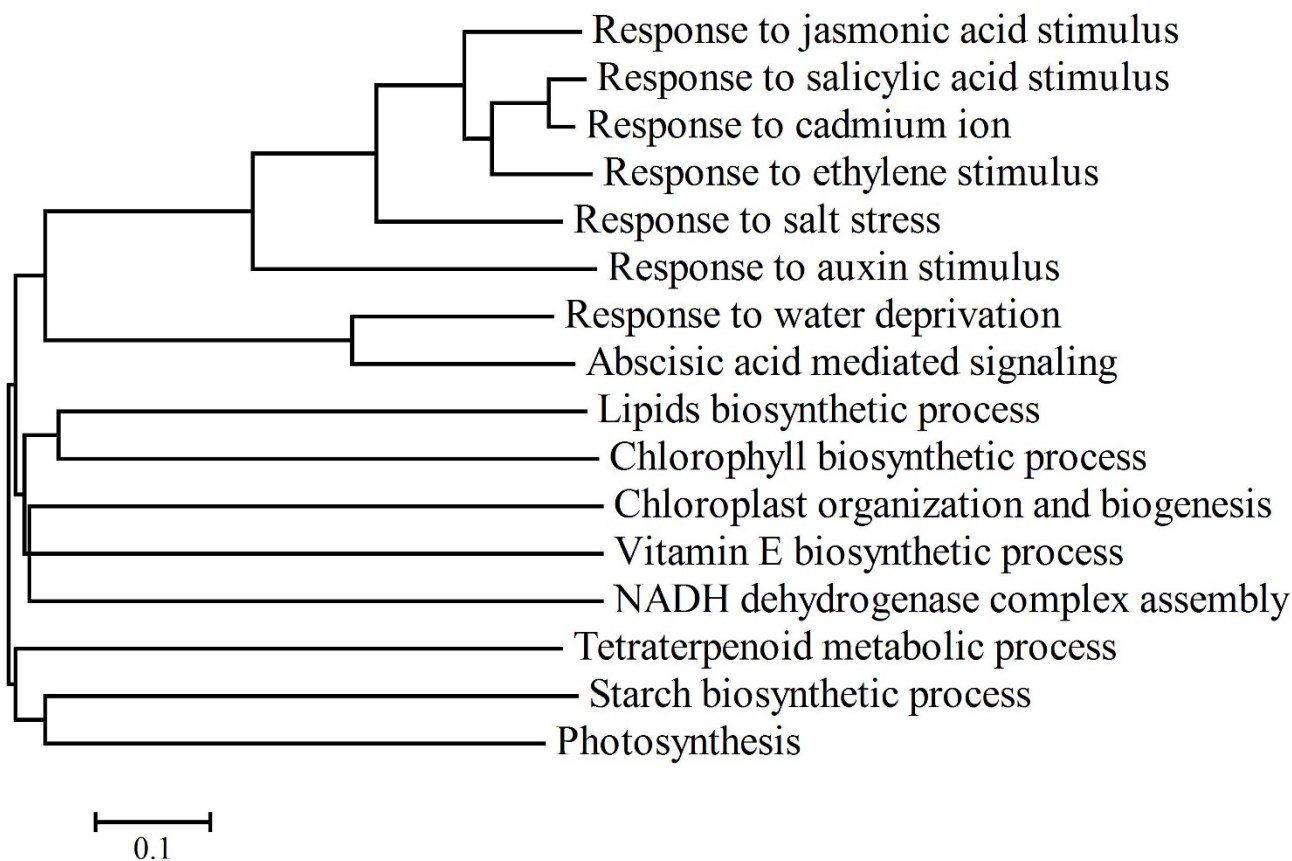 Response to jasmonic acid stimulus
Response to salicylic acid stimulus
Response to cadmium ion
Response to ethylene stimulus
Response to salt stress
Response to auxin stimulus
Response to water deprivation
Abscisic acid mediated signaling
Lipids biosynthetic process
Chlorophyll biosynthetic process
Chloroplast organization and biogenesis
Vitamin E biosynthetic process
NADH dehydrogenase complex assembly
Tetraterpenoid metabolic process
Starch biosynthetic process
Photosynthesis
0.1